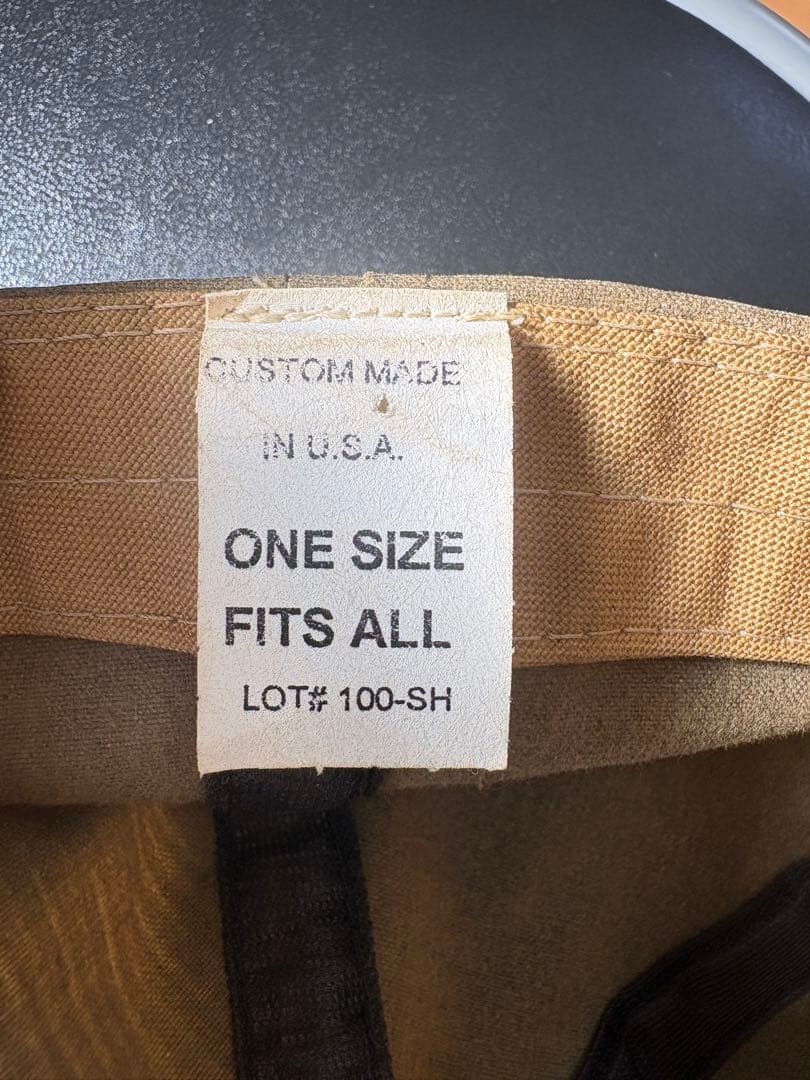 CUSTOM MADE
IN U.S.A.
ONE SIZE
FITS ALL
LOT# 100-SH